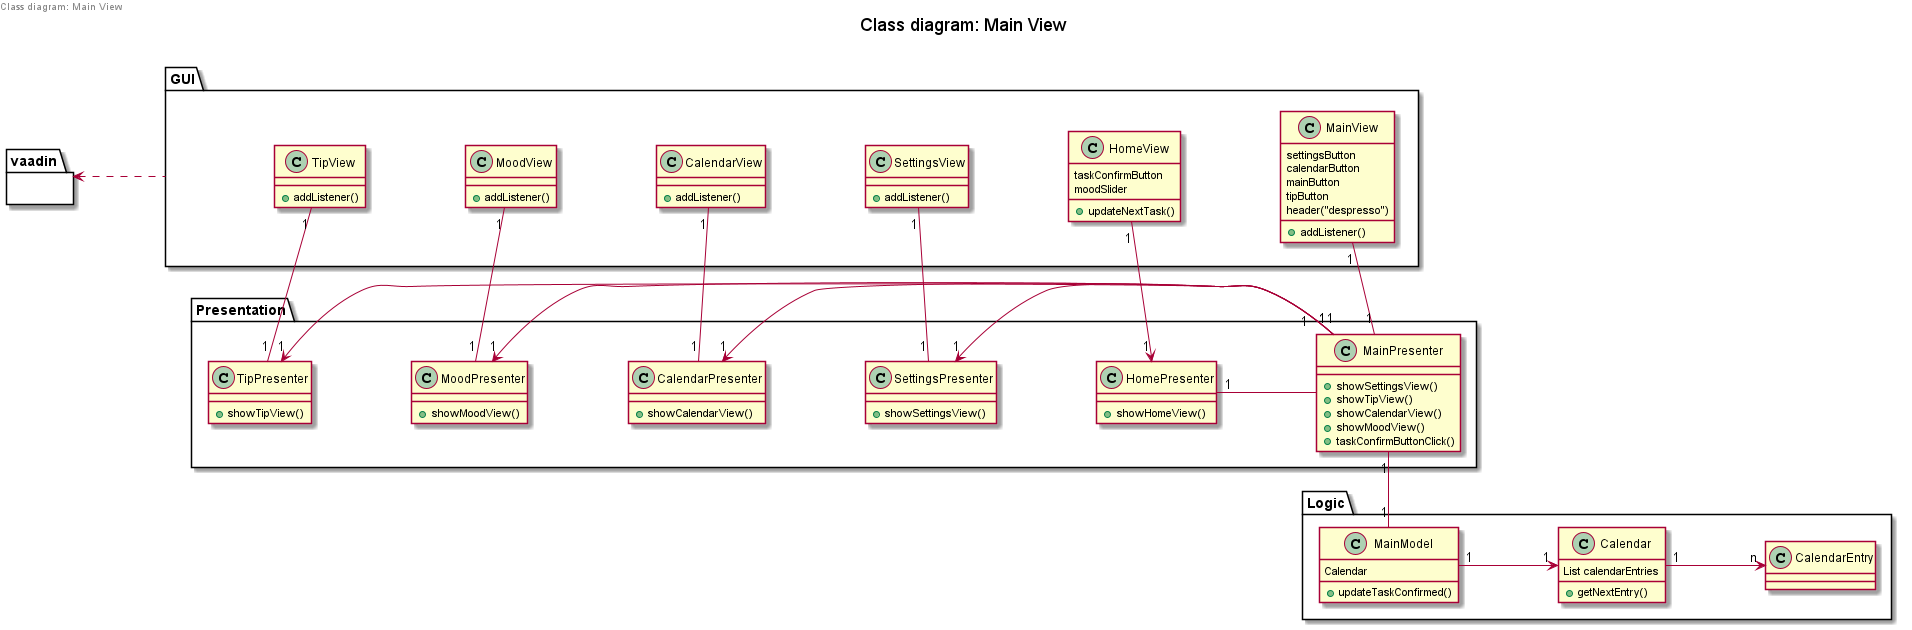 Class diagram: Main View
Class diagram: Main View
GUI
vaadin
C TipView
addListener()
C MoodView
addListener()
C CalendarView
addListener()
C SettingsView
addListener()
C HomeView
taskConfirmButton
moodSlider
updateNextTask()
C MainView
settingsButton
calendarButton
mainButton
tipButton
header("despresso")
addListener()
1 1 1 1 1 1
Presentation
1 1 1 1
1 1 1 1 1 1 1 1 1
C TipPresenter
showTipView()
C MoodPresenter
showMoodView()
C CalendarPresenter
showCalendarView()
C SettingsPresenter
showSettingsView()
C HomePresenter
showHomeView()
1
C MainPresenter
showSettingsView()
showTipView()
showCalendarView()
showMoodView()
taskConfirmButtonClick()
1
Logic
1
C MainModel
Calendar
updateTaskConfirmed()
1 1
C Calendar
List calendarEntries
getNextEntry()
1 n
C CalendarEntry